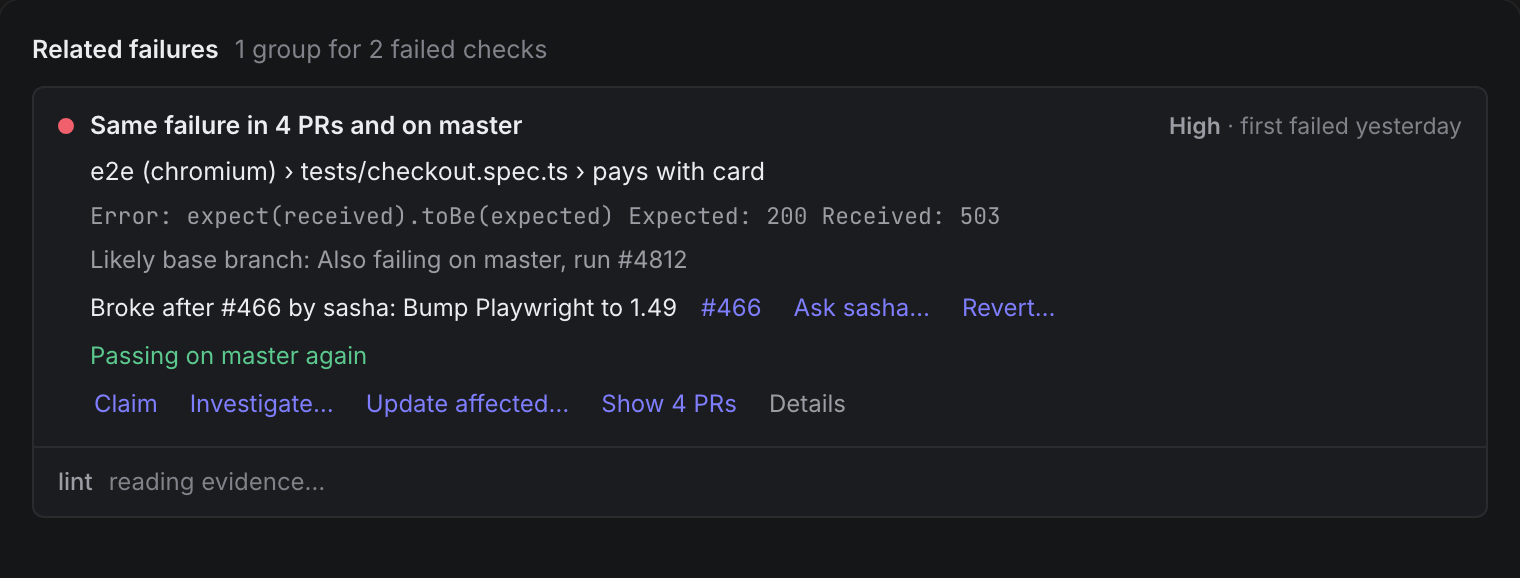 Related failures 1 group for 2 failed checks
Same failure in 4 PRs and on master High · first failed yesterday
e2e (chromium) › tests/checkout.spec.ts › pays with card
Error: expect(received).toBe(expected) Expected: 200 Received: 503
Likely base branch: Also failing on master, run #4812
Broke after #466 by sasha: Bump Playwright to 1.49 #466 Ask sasha... Revert...
Passing on master again
Claim Investigate... Update affected... Show 4 PRs Details
lint reading evidence...